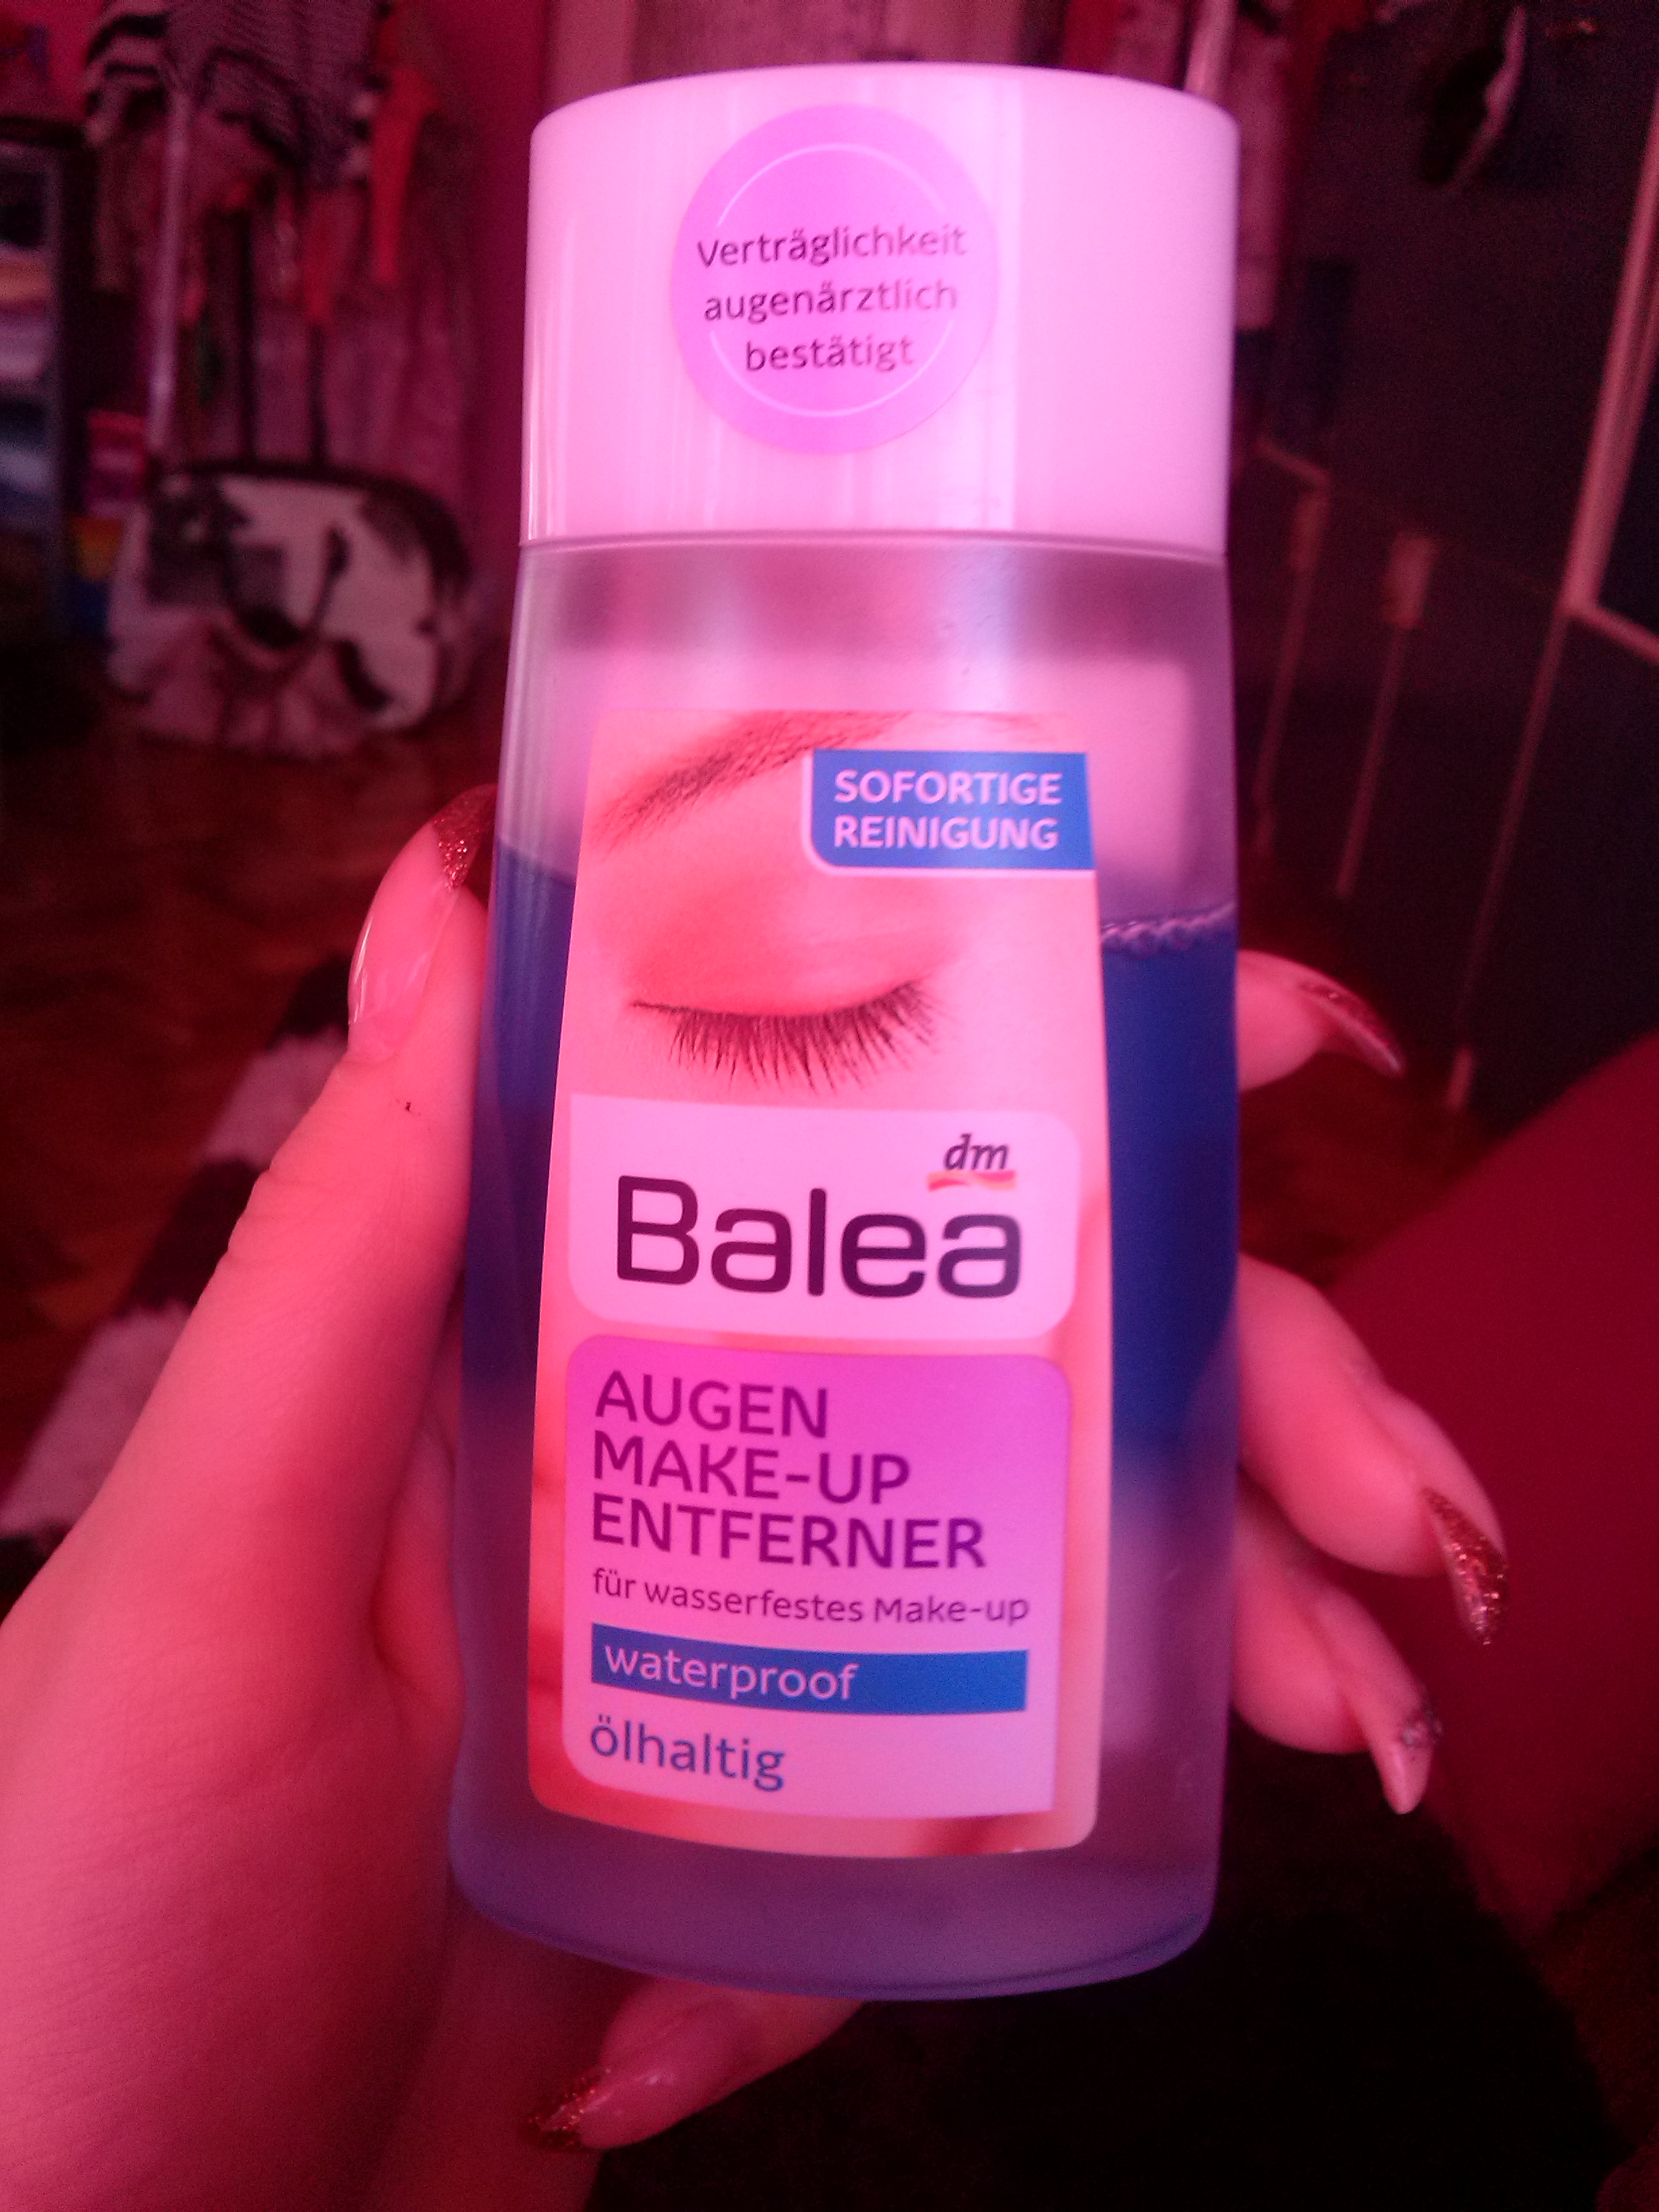 Verträglichkeit
augenärztlich
bestätigt
SOFORTIGE
REINIGUNG
dm
Balea
AUGEN
MAKE-UP
ENTFERNER
für wasserfestes Make-up
waterproof
ölhaltig